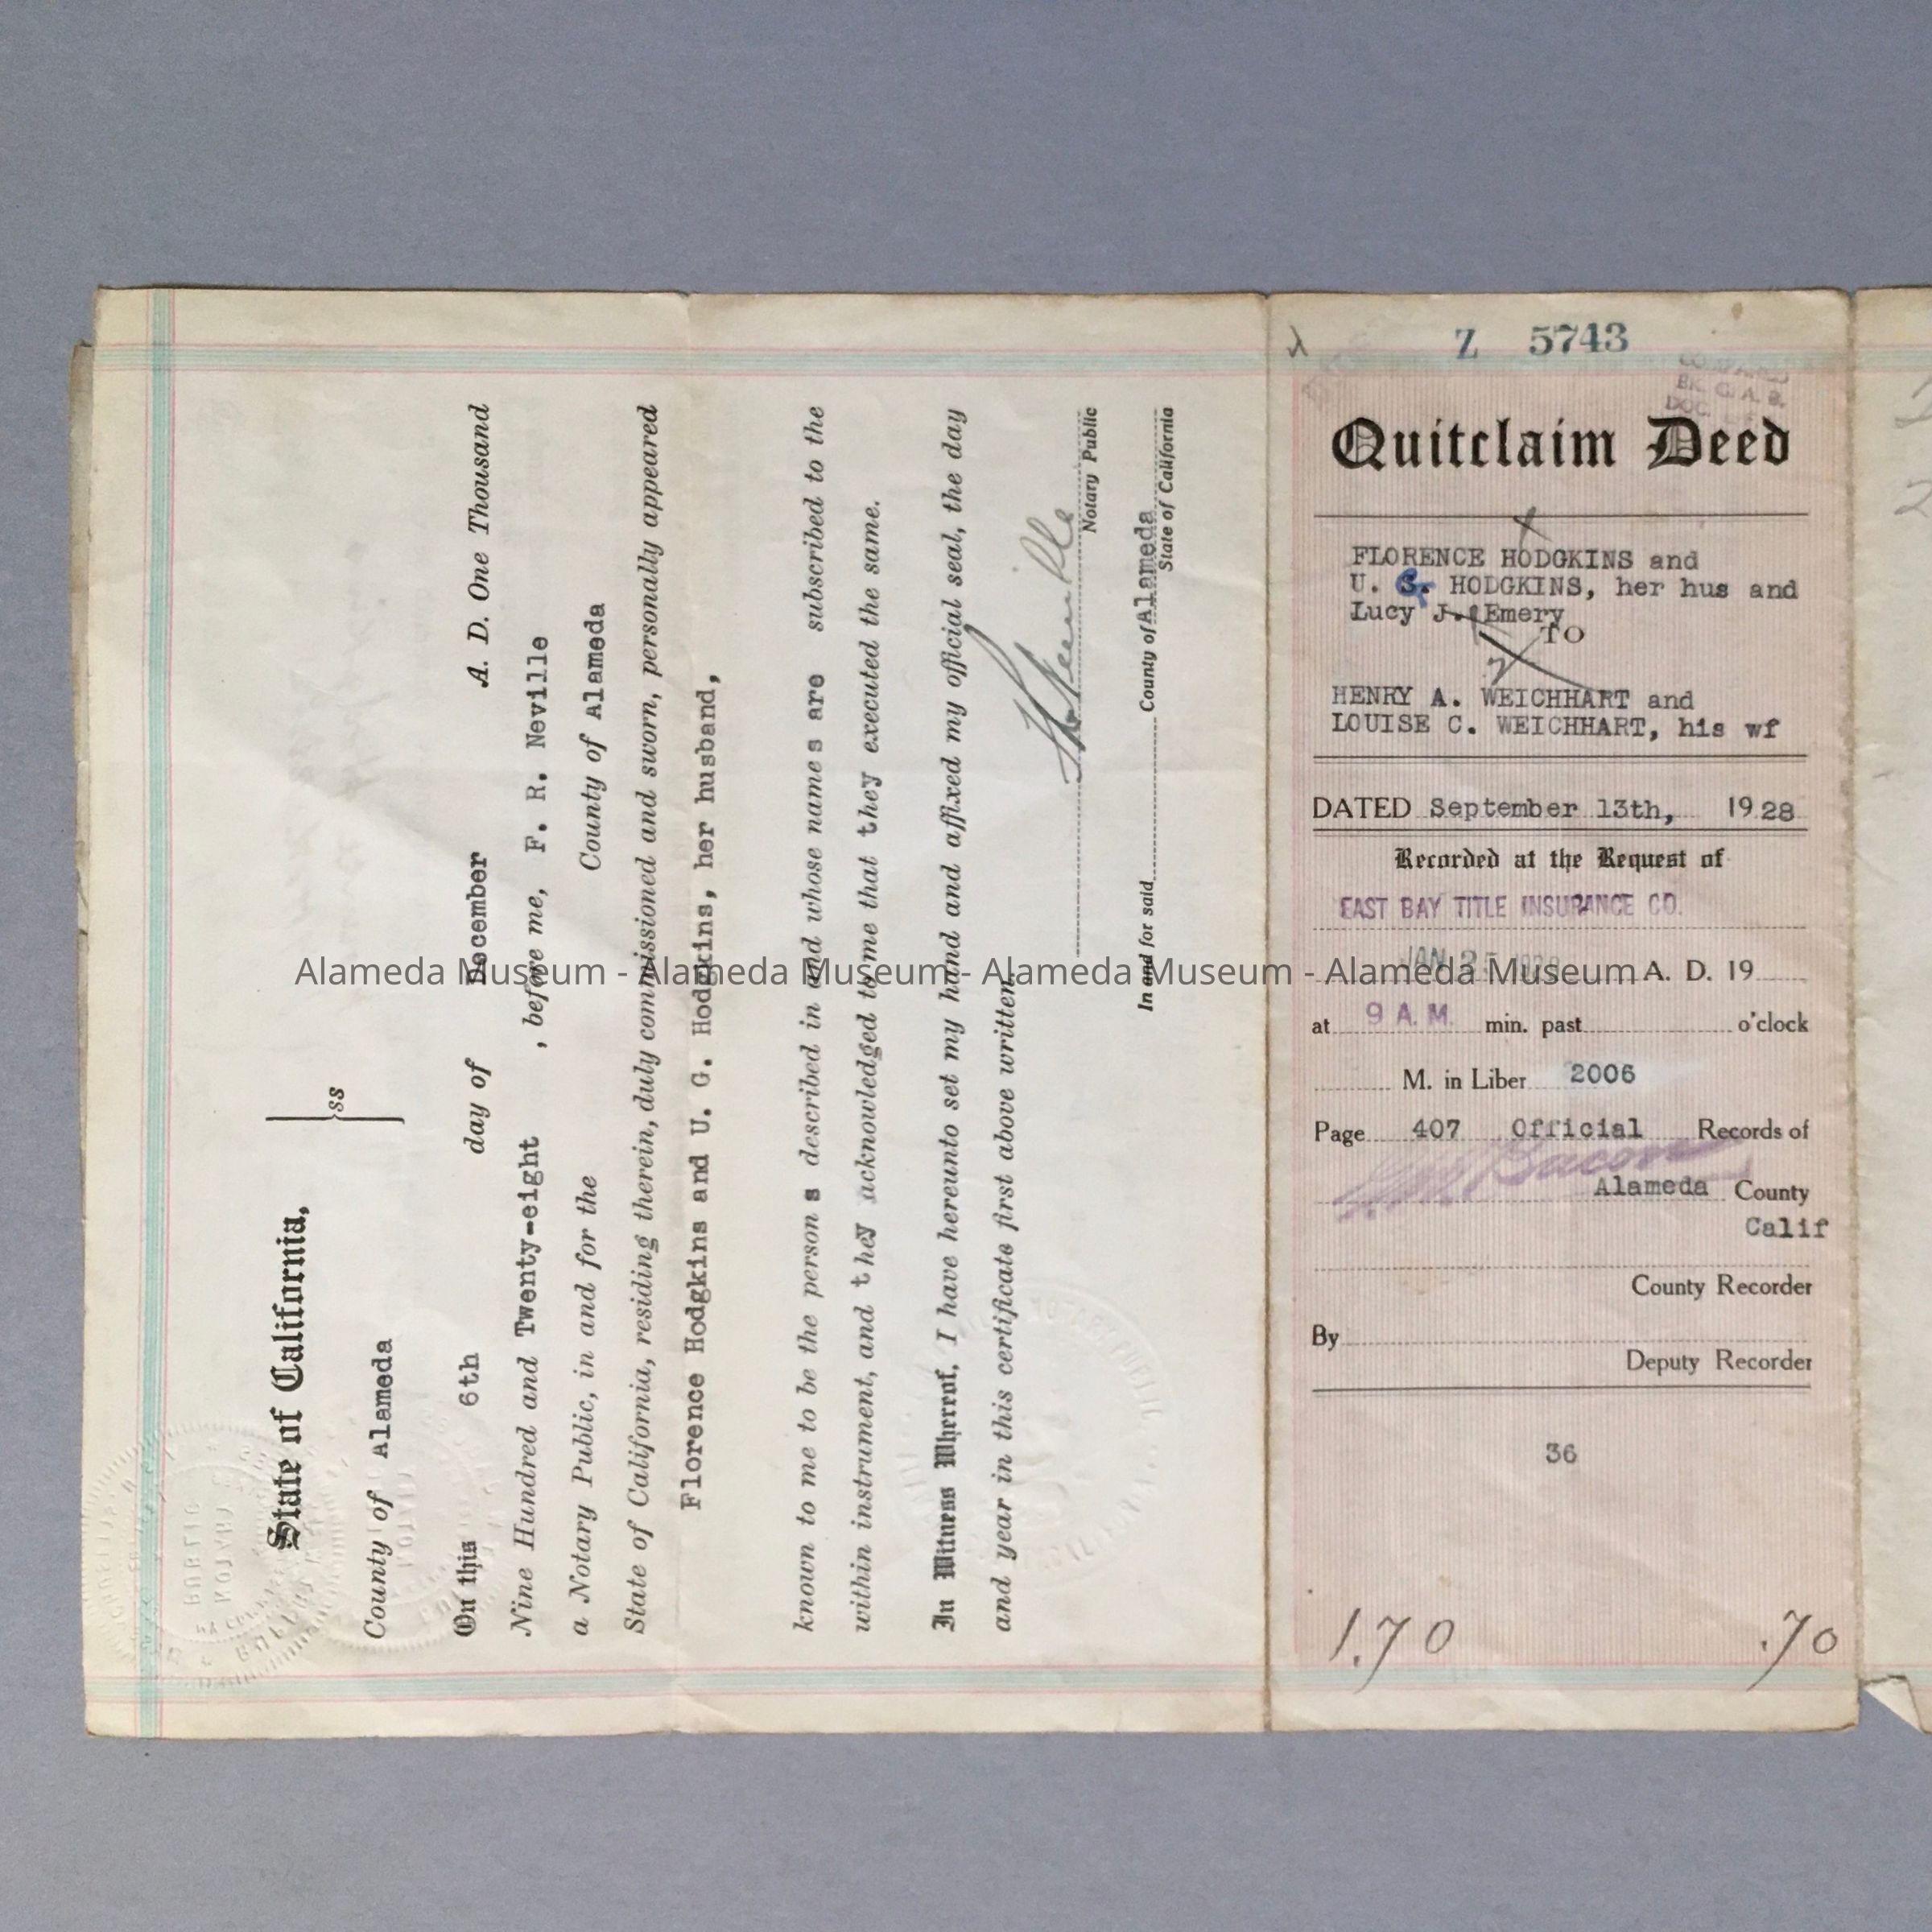 State of California,
ss
County of Alameda
On this 6th day of December A. D. One Thousand
Nine Hundred and Twenty-eight , before me, F. R. Neville
a Notary Public, in and for the County of Alameda
State of California, residing therein, duly commissioned and sworn, personally appeared
Florence Hodgkins and U. G. Hodgkins, her husband,
known to me to be the person s described in and whose name s are subscribed to the
within instrument, and t hey acknowledged to me that they executed the same.
In Witness Whereof, I have hereunto set my hand and affixed my official seal, the day
and year in this certificate first above written.
Notary Public
In and for said County of Alameda
State of California
Z 5743
Quitclaim Deed
FLORENCE HODGKINS and
U. G. HODGKINS, her hus and
Lucy J. Emery
TO
HENRY A. WEICHHART and
LOUISE C. WEICHHART, his wf
DATED September 13th, 1928
Recorded at the Request of
EAST BAY TITLE INSURANCE CO.
JAN 25 A. D. 19
at 9 A.M. min. past o'clock
M. in Liber 2006
Page 407 Official Records of
Bacon
Alameda County
Calif
County Recorder
By
Deputy Recorder
36
1.70 .70
Alameda Museum - Alameda Museum - Alameda Museum - Alameda Museum